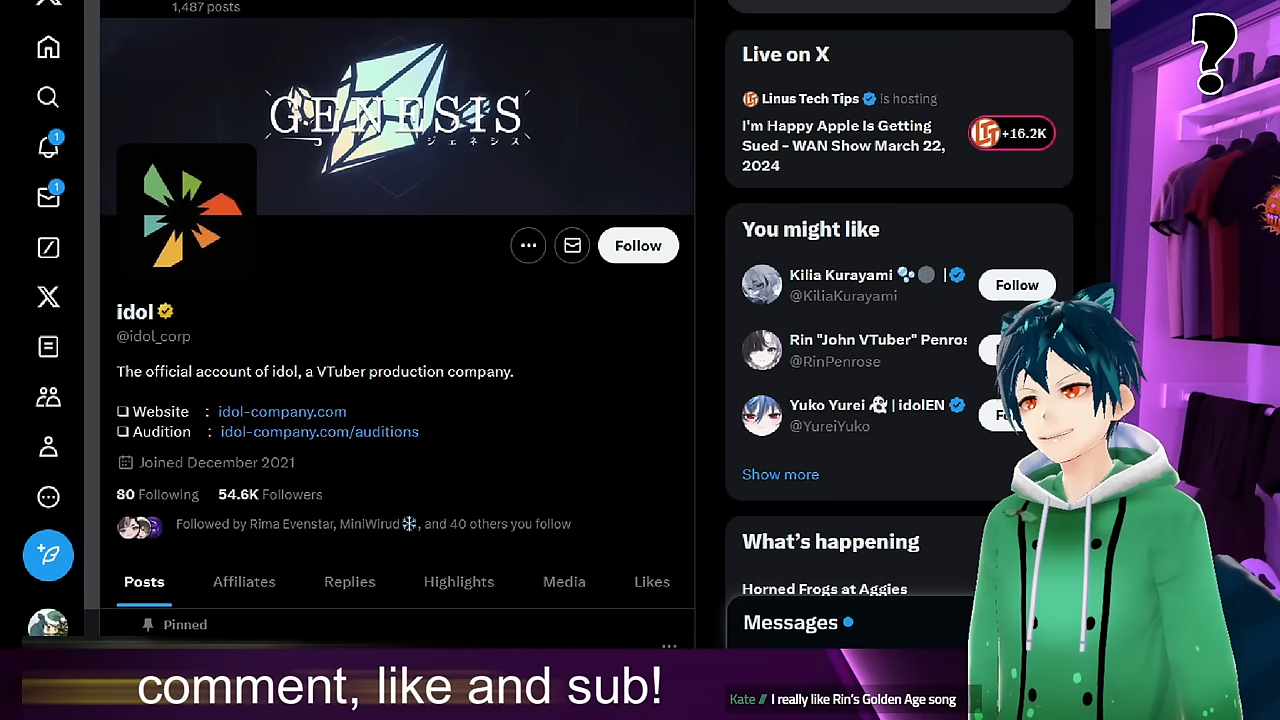 1,487 posts
GENESIS
ジェネシス
Follow
idol
@idol_corp
The official account of idol, a VTuber production company.
Website : idol-company.com
Audition : idol-company.com/auditions
Joined December 2021
80 Following 54.6K Followers
Followed by Rima Evenstar, MiniWirud❄, and 40 others you follow
Posts Affiliates Replies Highlights Media Likes
Pinned
1
1
Live on X
Linus Tech Tips is hosting
I'm Happy Apple Is Getting
Sued - WAN Show March 22,
2024
+16.2K
You might like
Kilia Kurayami |
@KiliaKurayami
Follow
Rin "John VTuber" Penros
@RinPenrose
Yuko Yurei | idolEN
@YureiYuko
Show more
What's happening
Horned Frogs at Aggies
Messages
?
comment, like and sub!
Kate // I really like Rin's Golden Age song